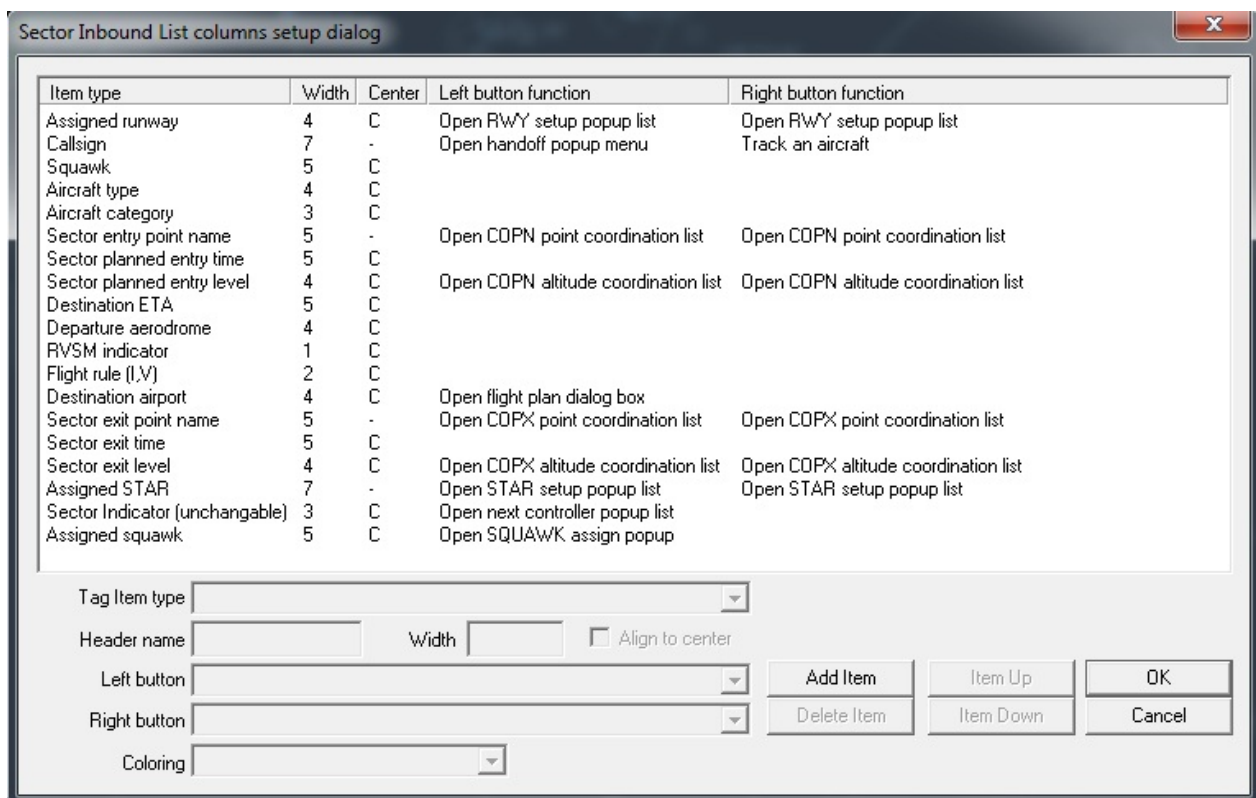 Sector Inbound List columns setup dialog
x
Item type Width Center Left button function Right button function
Assigned runway 4 C Open RWY setup popup list Open RWY setup popup list
Callsign 7 - Open handoff popup menu Track an aircraft
Squawk 5 C
Aircraft type 4 C
Aircraft category 3 C
Sector entry point name 5 - Open COPN point coordination list Open COPN point coordination list
Sector planned entry time 5 C
Sector planned entry level 4 C Open COPN altitude coordination list Open COPN altitude coordination list
Destination ETA 5 C
Departure aerodrome 4 C
RVSM indicator 1 C
Flight rule (I,V) 2 C
Destination airport 4 C Open flight plan dialog box
Sector exit point name 5 - Open COPX point coordination list Open COPX point coordination list
Sector exit time 5 C
Sector exit level 4 C Open COPX altitude coordination list Open COPX altitude coordination list
Assigned STAR 7 - Open STAR setup popup list Open STAR setup popup list
Sector Indicator (unchangable) 3 C Open next controller popup list
Assigned squawk 5 C Open SQUAWK assign popup
Tag Item type
Header name Width Align to center
Left button Add Item Item Up OK
Right button Delete Item Item Down Cancel
Coloring